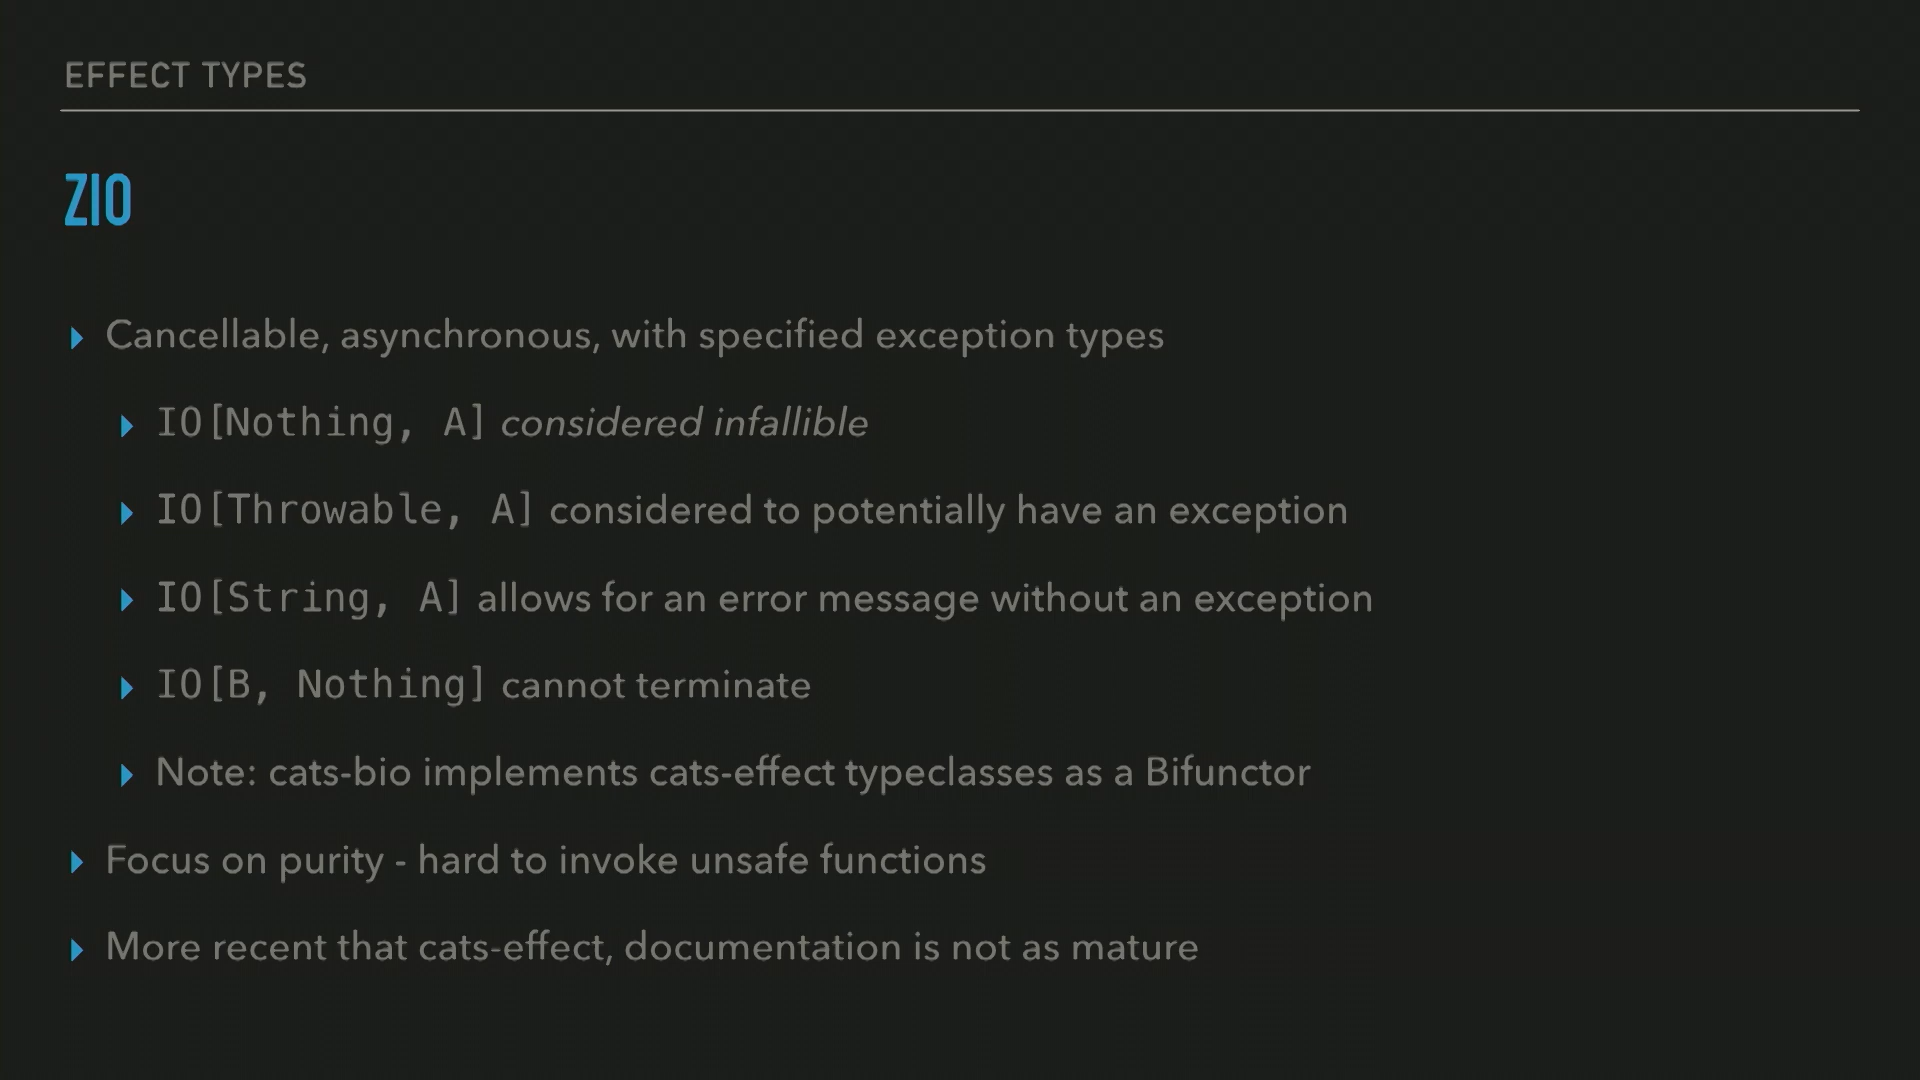 EFFECT TYPES
ZIO
Cancellable, asynchronous, with specified exception types
IO[Nothing, A] considered infallible
IO[Throwable, A] considered to potentially have an exception
IO[String, A] allows for an error message without an exception
IO[B, Nothing] cannot terminate
Note: cats-bio implements cats-effect typeclasses as a Bifunctor
Focus on purity - hard to invoke unsafe functions
More recent that cats-effect, documentation is not as mature